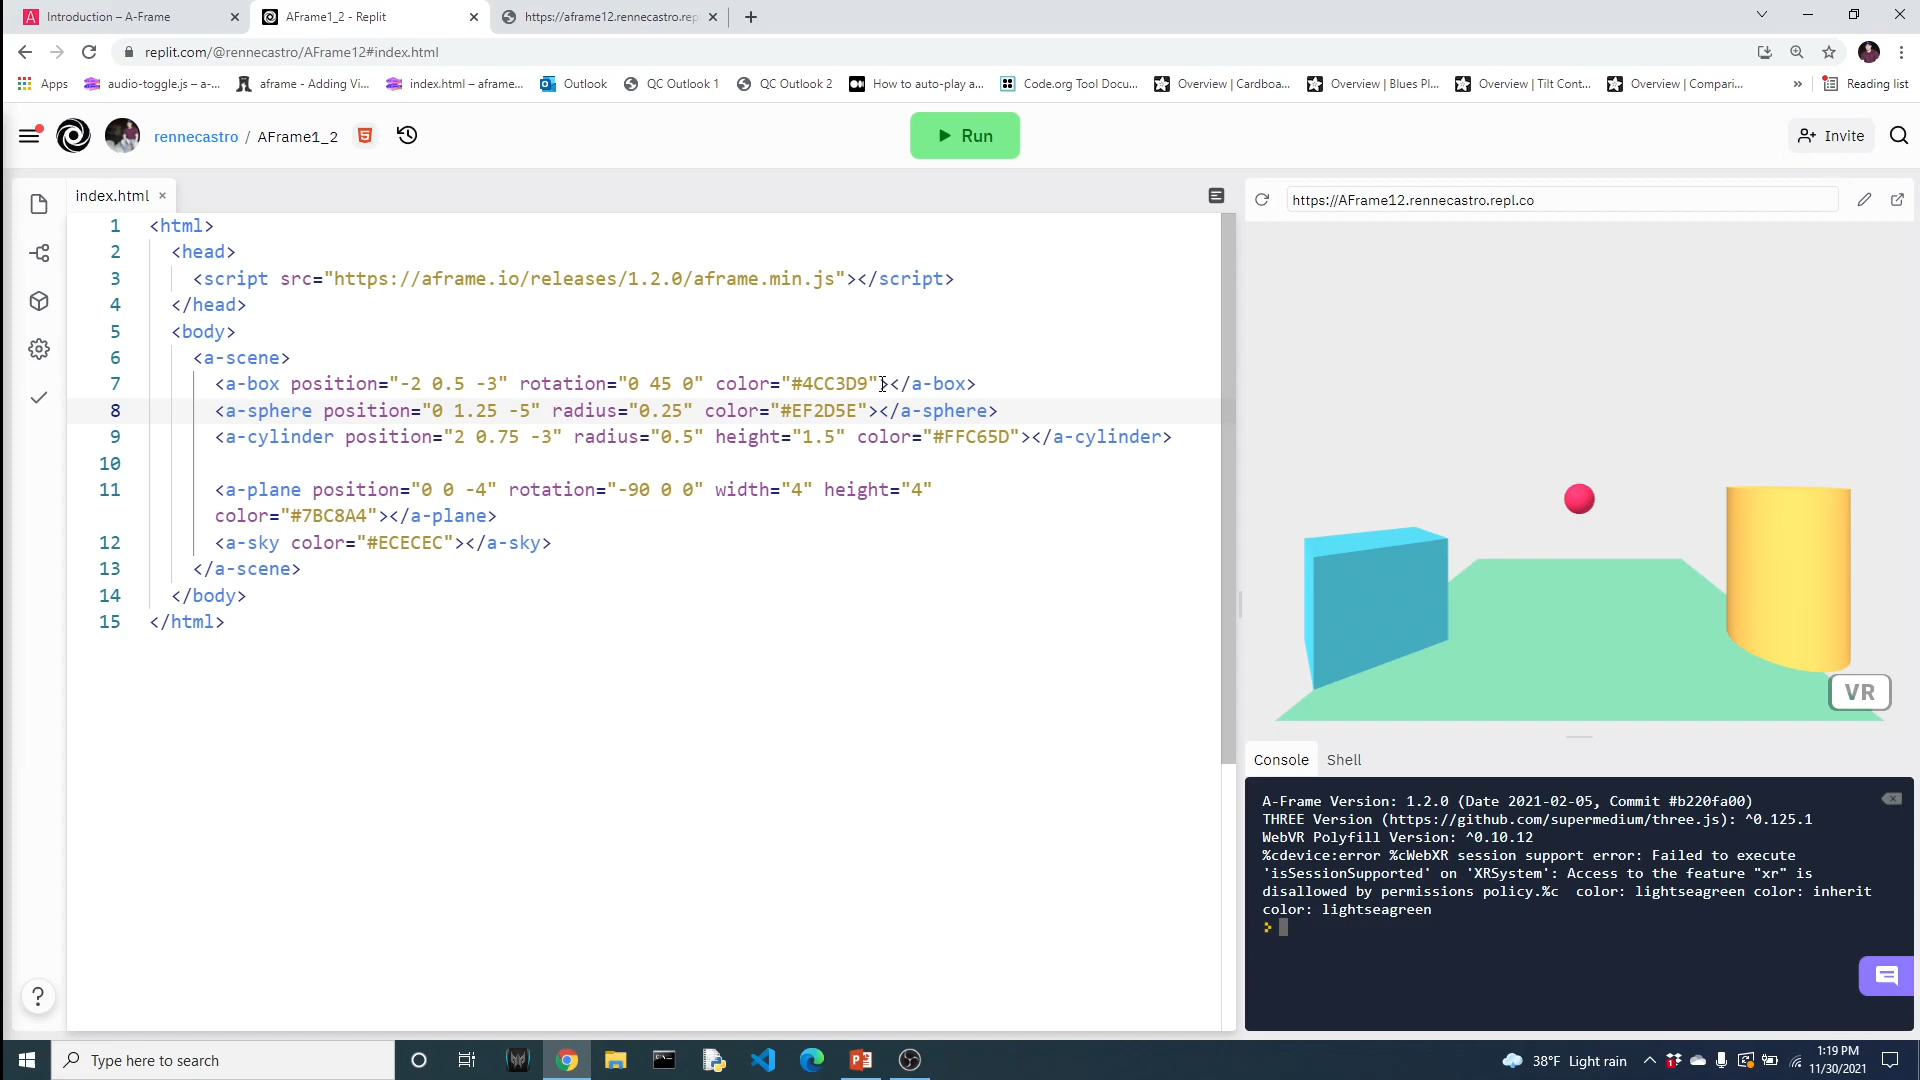 Introduction – A-Frame
AFrame1_2 - Replit
https://aframe12.rennecastro.rep
replit.com/@rennecastro/AFrame12#index.html
Apps
audio-toggle.js – a-...
aframe - Adding Vi...
index.html – aframe...
Outlook
QC Outlook 1
QC Outlook 2
How to auto-play a...
Code.org Tool Docu...
Overview | Cardboa...
Overview | Blues Pl...
Overview | Tilt Cont...
Overview | Compari...
»
Reading list
rennecastro / AFrame1_2
Run
Invite
index.html
https://AFrame12.rennecastro.repl.co
1 <html>
2 <head>
3 <script src="https://aframe.io/releases/1.2.0/aframe.min.js"></script>
4 </head>
5 <body>
6 <a-scene>
7 <a-box position="-2 0.5 -3" rotation="0 45 0" color="#4CC3D9"></a-box>
8 <a-sphere position="0 1.25 -5" radius="0.25" color="#EF2D5E"></a-sphere>
9 <a-cylinder position="2 0.75 -3" radius="0.5" height="1.5" color="#FFC65D"></a-cylinder>
10
11 <a-plane position="0 0 -4" rotation="-90 0 0" width="4" height="4"
color="#7BC8A4"></a-plane>
12 <a-sky color="#ECECEC"></a-sky>
13 </a-scene>
14 </body>
15 </html>
VR
Console
Shell
A-Frame Version: 1.2.0 (Date 2021-02-05, Commit #b220fa00)
THREE Version (https://github.com/supermedium/three.js): ^0.125.1
WebVR Polyfill Version: ^0.10.12
%cdevice:error %cWebXR session support error: Failed to execute
'isSessionSupported' on 'XRSystem': Access to the feature "xr" is
disallowed by permissions policy.%c color: lightseagreen color: inherit
color: lightseagreen
?
Type here to search
38°F Light rain
1:19 PM
11/30/2021